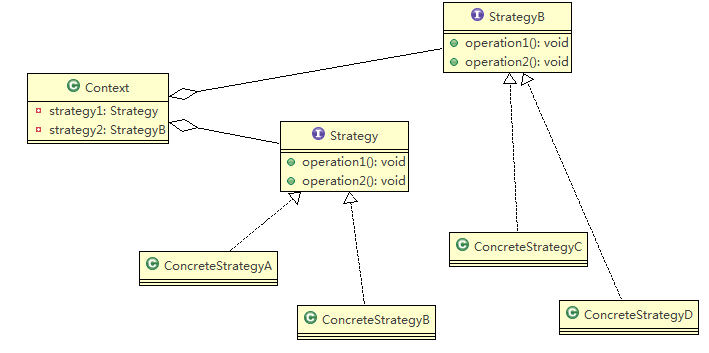 StrategyB
operation1(): void
operation2(): void
Context
strategy1: Strategy
strategy2: StrategyB
Strategy
operation1(): void
operation2(): void
ConcreteStrategyA
ConcreteStrategyB
ConcreteStrategyC
ConcreteStrategyD